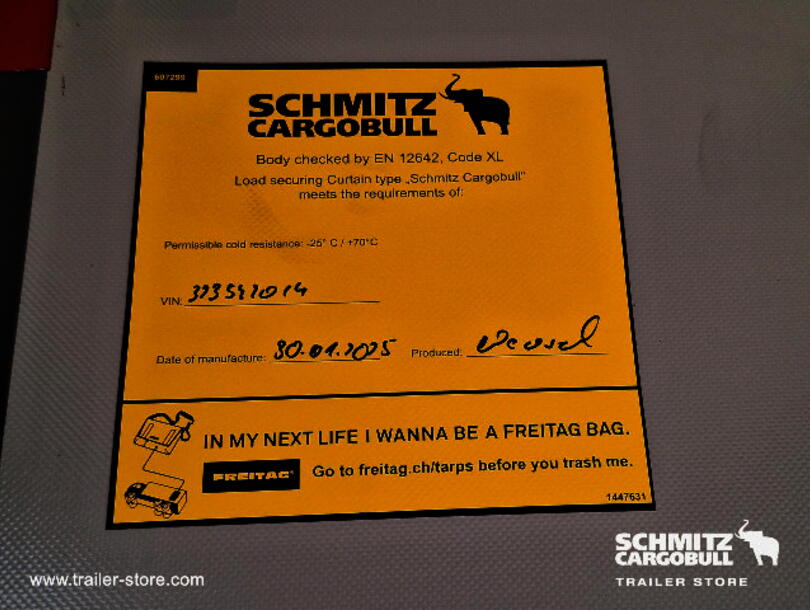 607299
SCHMITZ
CARGOBULL
Body checked by EN 12642, Code XL
Load securing Curtain type „Schmitz Cargobull"
meets the requirements of:
Permissible cold resistance: -25° C / +70°C
VIN:
Date of manufacture: 30.01.2025 Produced:
IN MY NEXT LIFE I WANNA BE A FREITAG BAG.
FREITAG® Go to freitag.ch/tarps before you trash me.
1447631
www.trailer-store.com
SCHMITZ
CARGOBULL
TRAILER STORE